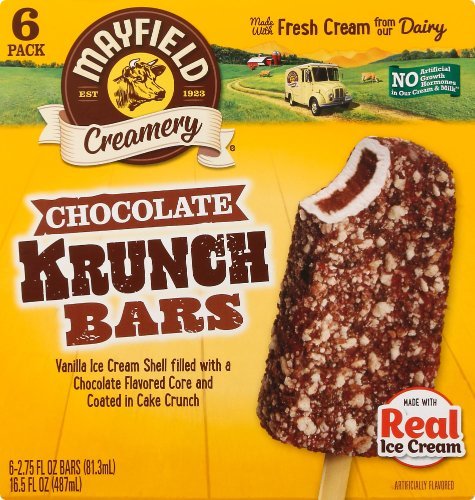 6
PACK
MAYFIELD
EST 1923
Creamery®
Made With Fresh Cream from our Dairy
NO Artificial
Growth
Hormones
in Our Cream & Milk*
CHOCOLATE
KRUNCH
BARS
Vanilla Ice Cream Shell filled with a
Chocolate Flavored Core and
Coated in Cake Crunch
MADE WITH
Real
Ice Cream
6-2.75 FL OZ BARS (81.3mL)
16.5 FL OZ (487mL)
ARTIFICIALLY FLAVORED